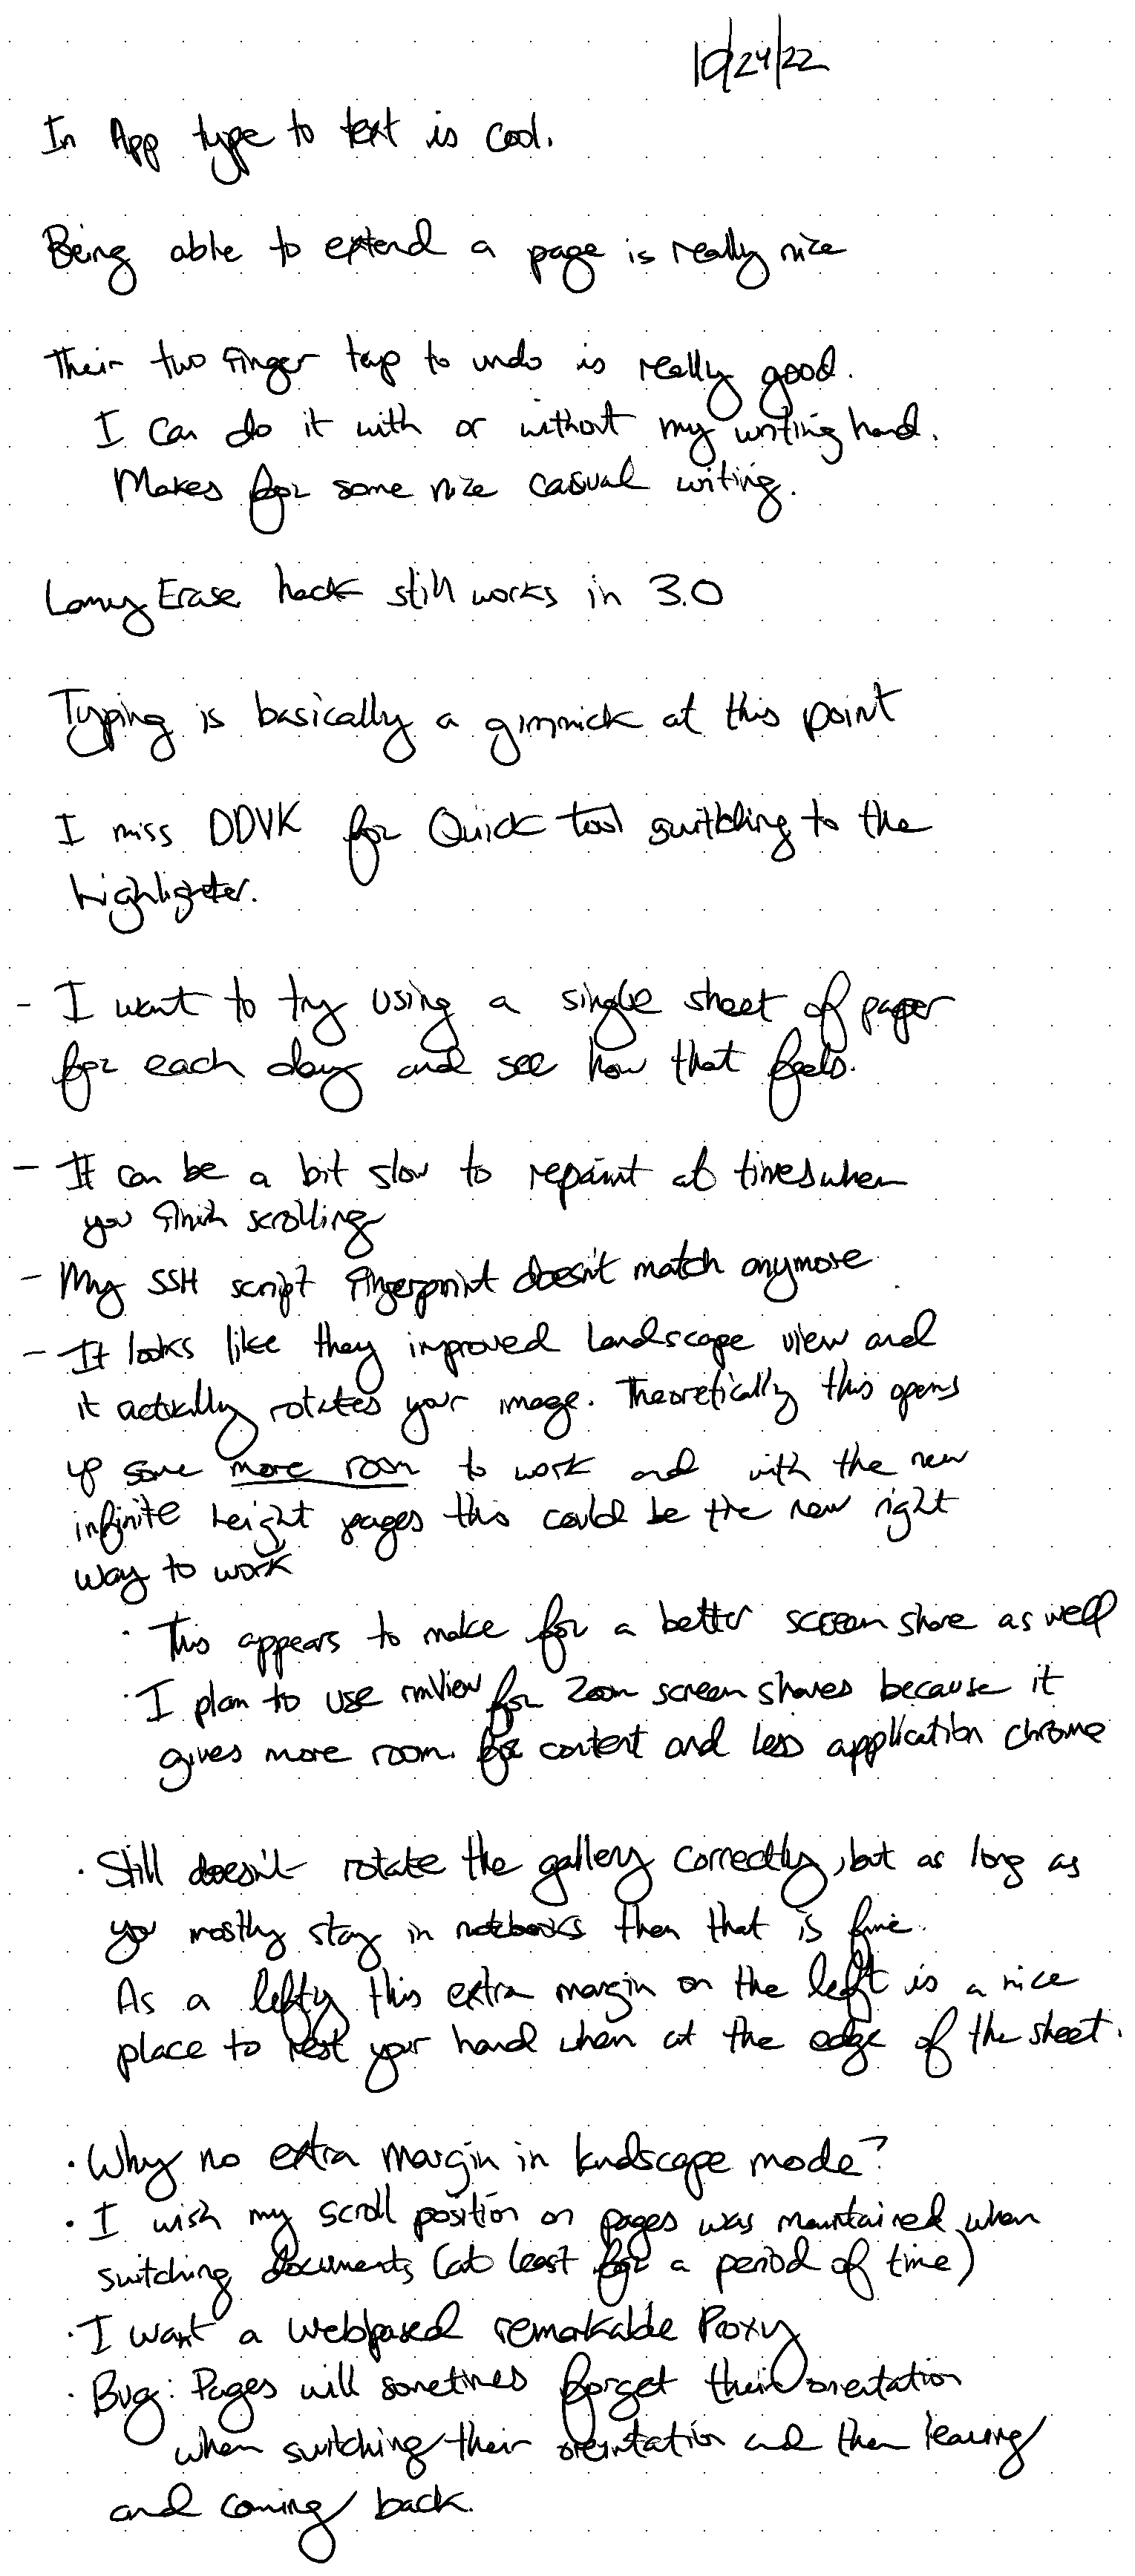 10/24/22
In App type to text is cool.
Being able to extend a page is really nice
Their two finger tap to undo is really good.
I can do it with or without my writing hand.
Makes for some nice casual writing.
Lamy Erase hack still works in 3.0
Typing is basically a gimmick at this point
I miss DDVK for Quick tool switching to the
highlighter.
- I want to try using a single sheet of paper
for each day and see how that feels.
- It can be a bit slow to repaint at times when
you finish scrolling
- My SSH script fingerprint doesn't match anymore
- It looks like they improved landscape view and
it actually rotates your image. Theoretically this opens
up some more room to work and with the new
infinite height pages this could be the new right
way to work
· This appears to make for a better screen share as well
· I plan to use rmview for Zoom screen shares because it
gives more room for content and less application chrome
· Still doesn't rotate the gallery correctly, but as long as
you mostly stay in notebooks then that is fine.
As a lefty this extra margin on the left is a nice
place to rest your hand when at the edge of the sheet.
· Why no extra margin in landscape mode?
· I wish my scroll position on pages was maintained when
switching documents (at least for a period of time)
· I want a webbased remarkable Proxy
· Bug: Pages will sometimes forget their orientation
when switching their orientation and then leaving
and coming back.